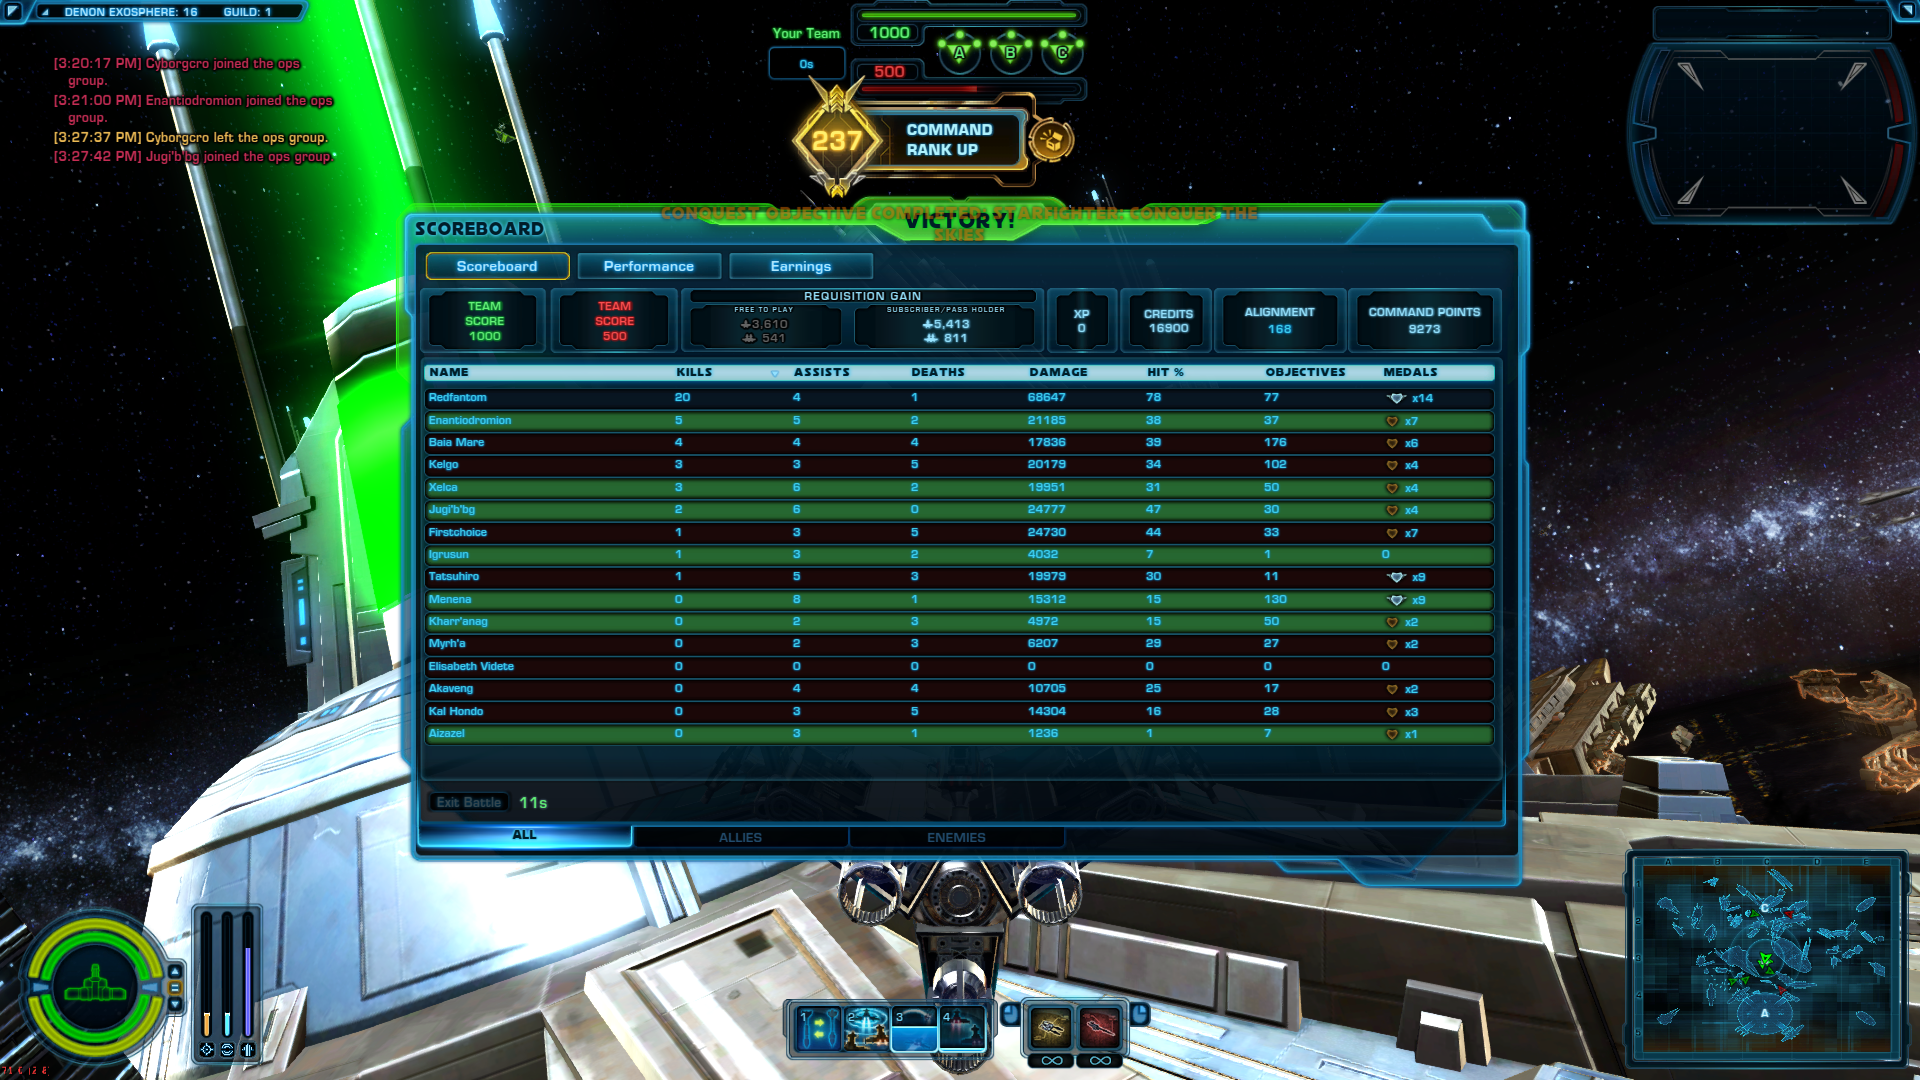 DENON EXOSPHERE: 16 GUILD: 1
[3:20:17 PM] Cyborgcro joined the ops
group.
[3:21:00 PM] Enantiodromion joined the ops
group.
[3:27:37 PM] Cyborgcro left the ops group.
[3:27:42 PM] Jugi'b'bg joined the ops group.
Your Team
0s
1000
500
A B C
237
COMMAND
RANK UP
CONQUEST OBJECTIVE COMPLETED: STARFIGHTER: CONQUER THE
SKIES
VICTORY!
SCOREBOARD
Scoreboard Performance Earnings
TEAM
SCORE
1000
TEAM
SCORE
500
REQUISITION GAIN
FREE TO PLAY
3,610
541
SUBSCRIBER/PASS HOLDER
5,413
811
XP
0
CREDITS
16900
ALIGNMENT
168
COMMAND POINTS
9273
NAME KILLS ASSISTS DEATHS DAMAGE HIT % OBJECTIVES MEDALS
Redfantom 20 4 1 68647 78 77 x14
Enantiodromion 5 5 2 21185 38 37 x7
Baia Mare 4 4 4 17836 39 176 x6
Kelgo 3 3 5 20179 34 102 x4
Xelca 3 6 2 19951 31 50 x4
Jugi'b'bg 2 6 0 24777 47 30 x4
Firstchoice 1 3 5 24730 44 33 x7
Igrusun 1 3 2 4032 7 1 0
Tatsuhiro 1 5 3 19979 30 11 x9
Menena 0 8 1 15312 15 130 x9
Kharr'anag 0 2 3 4972 15 50 x2
Myrh'a 0 2 3 6207 29 27 x2
Elisabeth Videte 0 0 0 0 0 0 0
Akaveng 0 4 4 10705 25 17 x2
Kal Hondo 0 3 5 14304 16 28 x3
Aizazel 0 3 1 1236 1 7 x1
Exit Battle 11s
ALL ALLIES ENEMIES
A B C D E
C
A
1 2 3 4